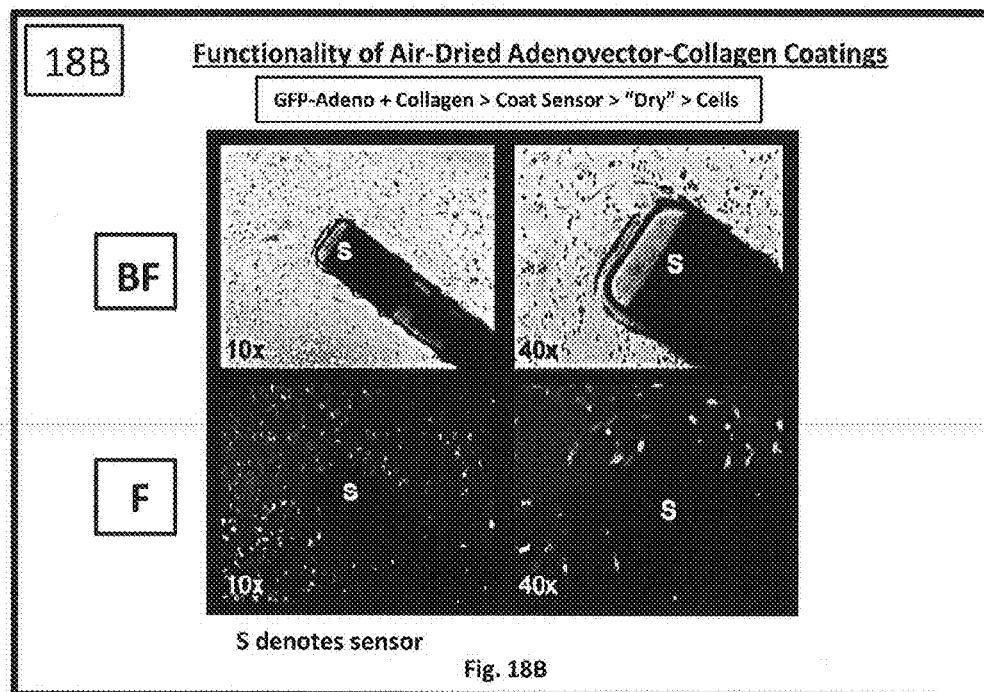 18B
Functionality of Air-Dried Adenovector-Collagen Coatings
GFP-Adeno + Collagen > Coat Sensor > "Dry" > Cells
BF
S
S
10x
40x
F
S
S
10x
40x
S denotes sensor
Fig. 18B